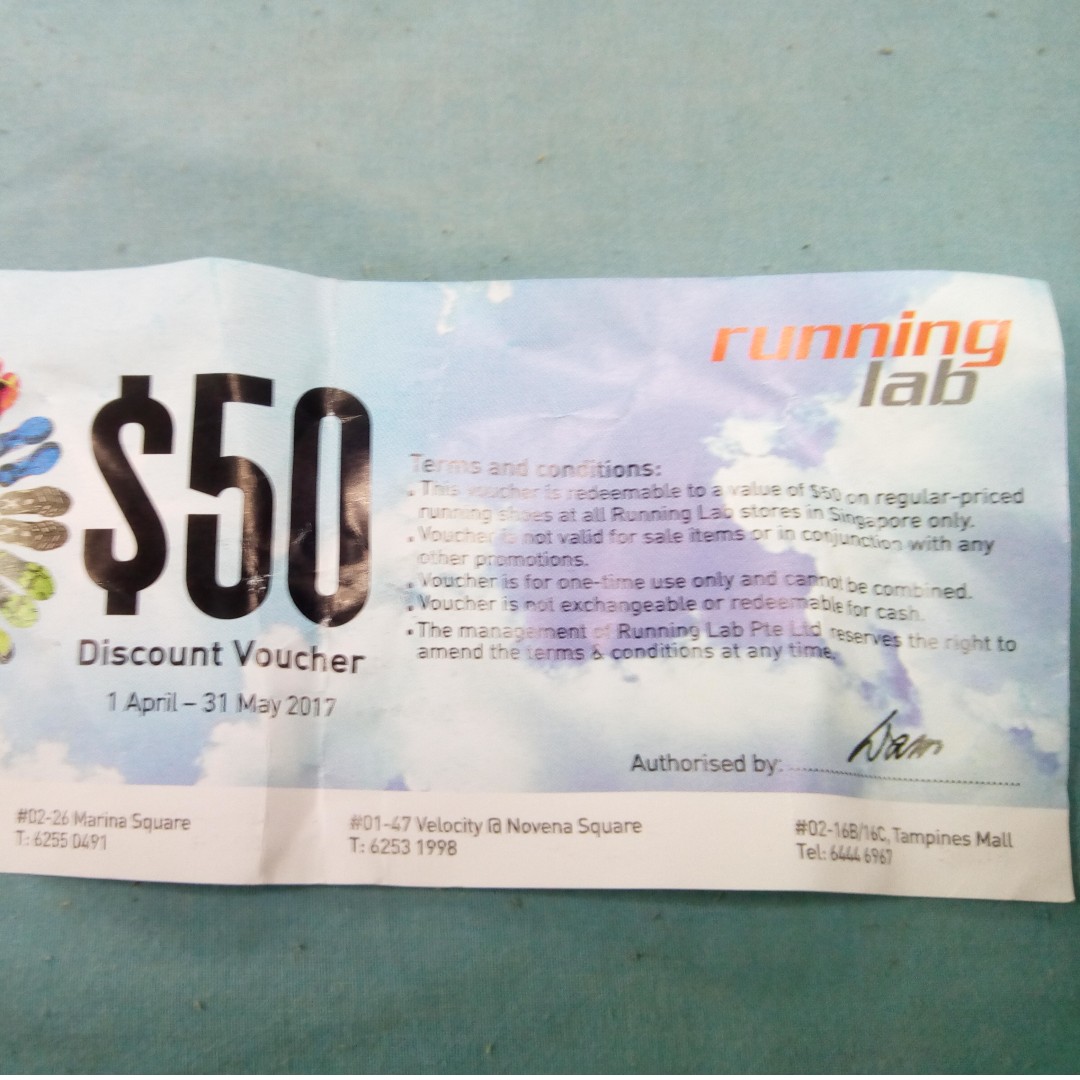 running
lab
$50
Discount Voucher
1 April – 31 May 2017
Terms and conditions:
• This voucher is redeemable to a value of $50 on regular-priced
running shoes at all Running Lab stores in Singapore only.
• Voucher is not valid for sale items or in conjunction with any
other promotions.
• Voucher is for one-time use only and cannot be combined.
• Voucher is not exchangeable or redeemable for cash.
• The management of Running Lab Pte Ltd reserves the right to
amend the terms & conditions at any time.
Authorised by:
#02-26 Marina Square
T: 6255 0491
#01-47 Velocity @ Novena Square
T: 6253 1998
#02-16B/16C, Tampines Mall
Tel: 6444 6967